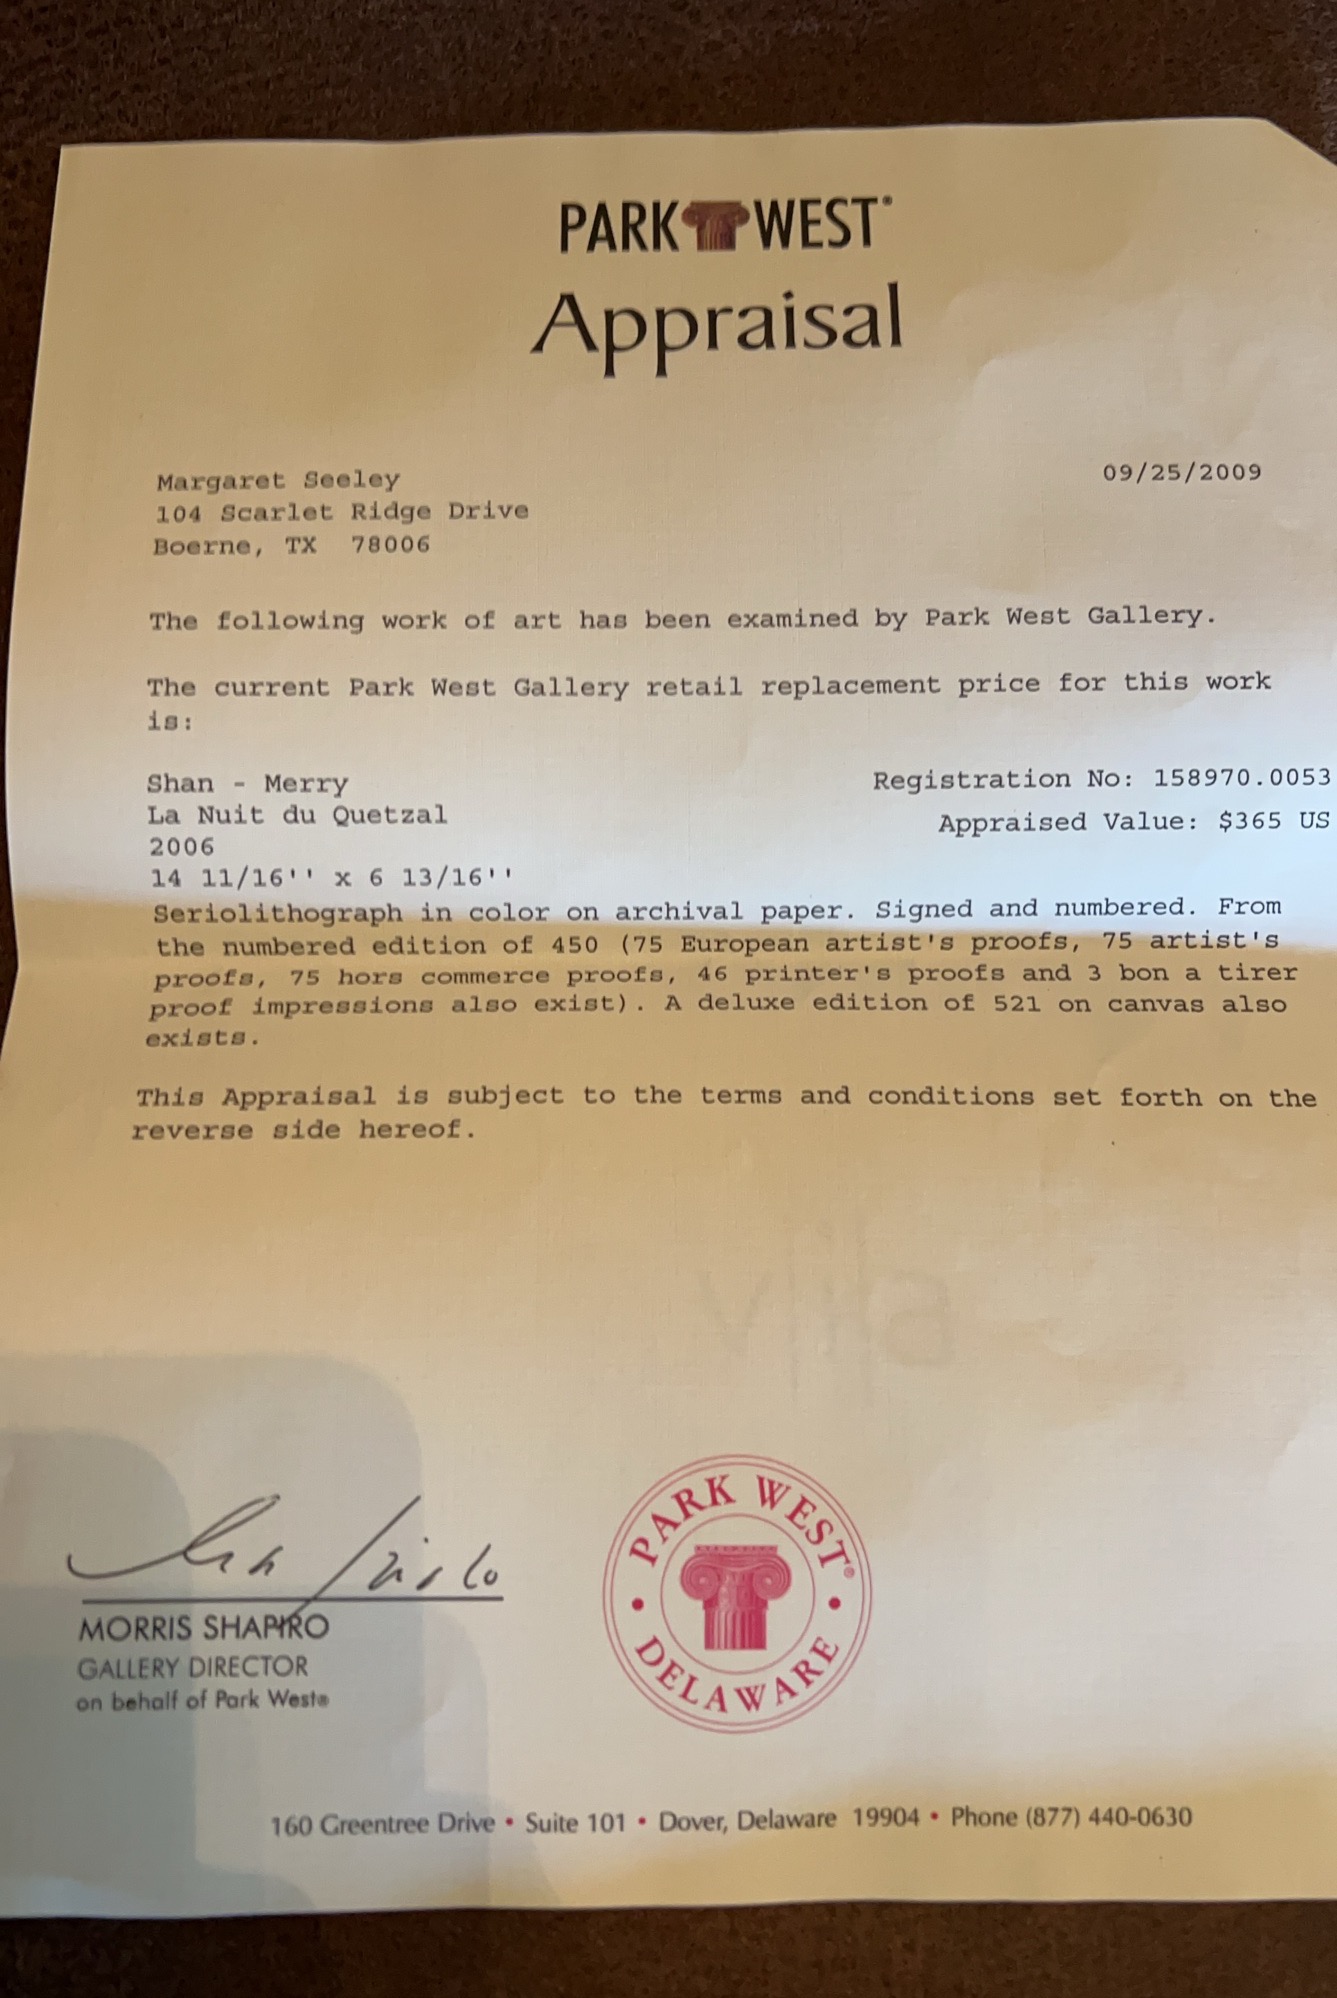 PARK WEST®
Appraisal
Margaret Seeley
09/25/2009
104 Scarlet Ridge Drive
Boerne, TX 78006
The following work of art has been examined by Park West Gallery.
The current Park West Gallery retail replacement price for this work
is:
Shan - Merry
Registration No: 158970.0053
La Nuit du Quetzal
Appraised Value: $365 US
2006
14 11/16'' x 6 13/16''
Seriolithograph in color on archival paper. Signed and numbered. From
the numbered edition of 450 (75 European artist's proofs, 75 artist's
proofs, 75 hors commerce proofs, 46 printer's proofs and 3 bon a tirer
proof impressions also exist). A deluxe edition of 521 on canvas also
exists.
This Appraisal is subject to the terms and conditions set forth on the
reverse side hereof.
MORRIS SHAPIRO
GALLERY DIRECTOR
on behalf of Park West®
PARK WEST®
• DELAWARE •
160 Greentree Drive • Suite 101 • Dover, Delaware 19904 • Phone (877) 440-0630